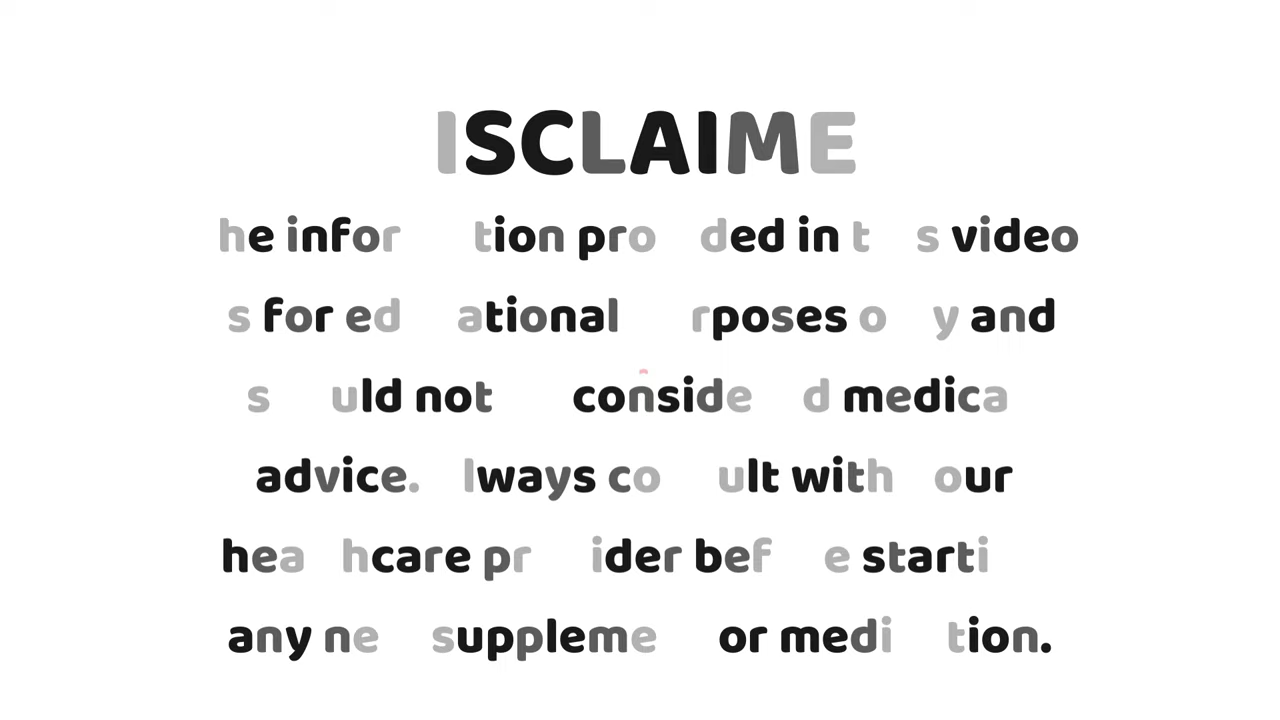 ISCLAIME
he infor tion pro ded in t s video
s for ed ational rposes o y and
s uld not conside d medica
advice. lways co ult with our
hea hcare pr ider bef e starti
any ne suppleme or medi tion.